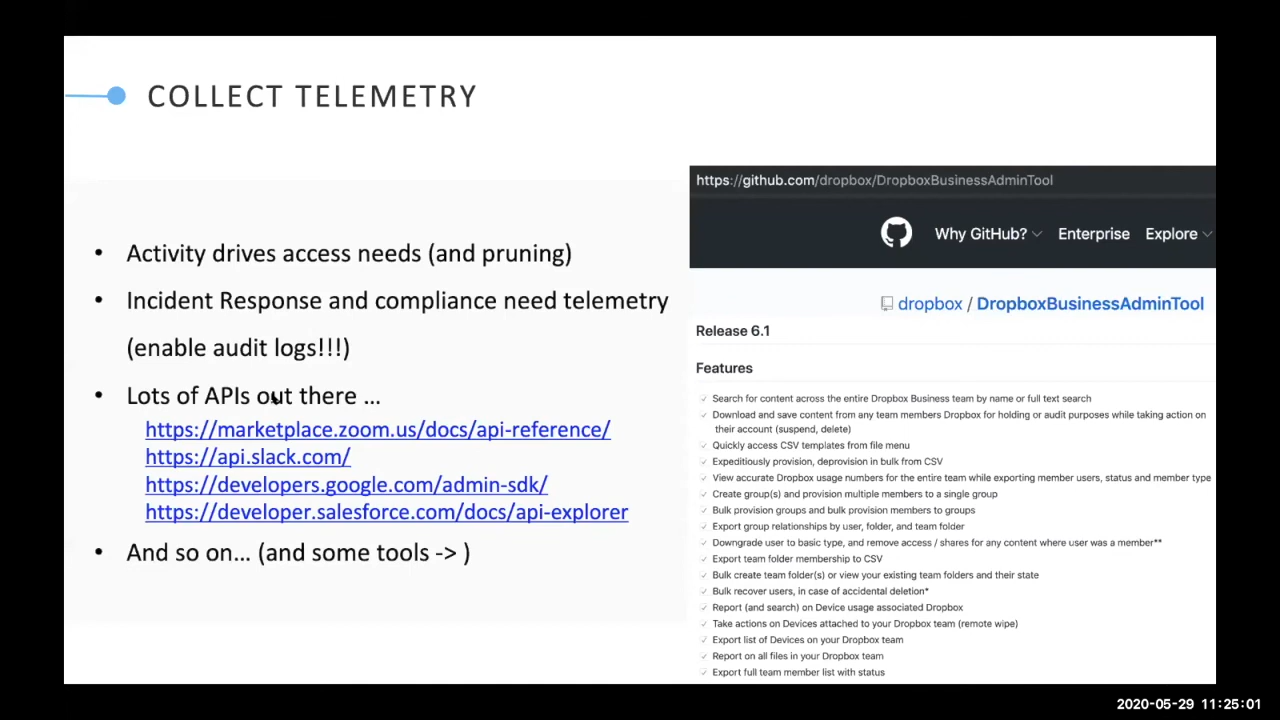 COLLECT TELEMETRY
• Activity drives access needs (and pruning)
• Incident Response and compliance need telemetry
(enable audit logs!!!)
• Lots of APIs out there ...
https://marketplace.zoom.us/docs/api-reference/
https://api.slack.com/
https://developers.google.com/admin-sdk/
https://developer.salesforce.com/docs/api-explorer
• And so on... (and some tools -> )
https://github.com/dropbox/DropboxBusinessAdminTool
Why GitHub? Enterprise Explore
dropbox / DropboxBusinessAdminTool
Release 6.1
Features
✓ Search for content across the entire Dropbox Business team by name or full text search
✓ Download and save content from any team members Dropbox for holding or audit purposes while taking action on
their account (suspend, delete)
✓ Quickly access CSV templates from file menu
✓ Expeditiously provision, deprovision in bulk from CSV
✓ View accurate Dropbox usage numbers for the entire team while exporting member users, status and member type
✓ Create group(s) and provision multiple members to a single group
✓ Bulk provision groups and bulk provision members to groups
✓ Export group relationships by user, folder, and team folder
✓ Downgrade user to basic type, and remove access / shares for any content where user was a member**
✓ Export team folder membership to CSV
✓ Bulk create team folder(s) or view your existing team folders and their state
✓ Bulk recover users, in case of accidental deletion*
✓ Report (and search) on Device usage associated Dropbox
✓ Take actions on Devices attached to your Dropbox team (remote wipe)
✓ Export list of Devices on your Dropbox team
✓ Report on all files in your Dropbox team
✓ Export full team member list with status
2020-05-29 11:25:01